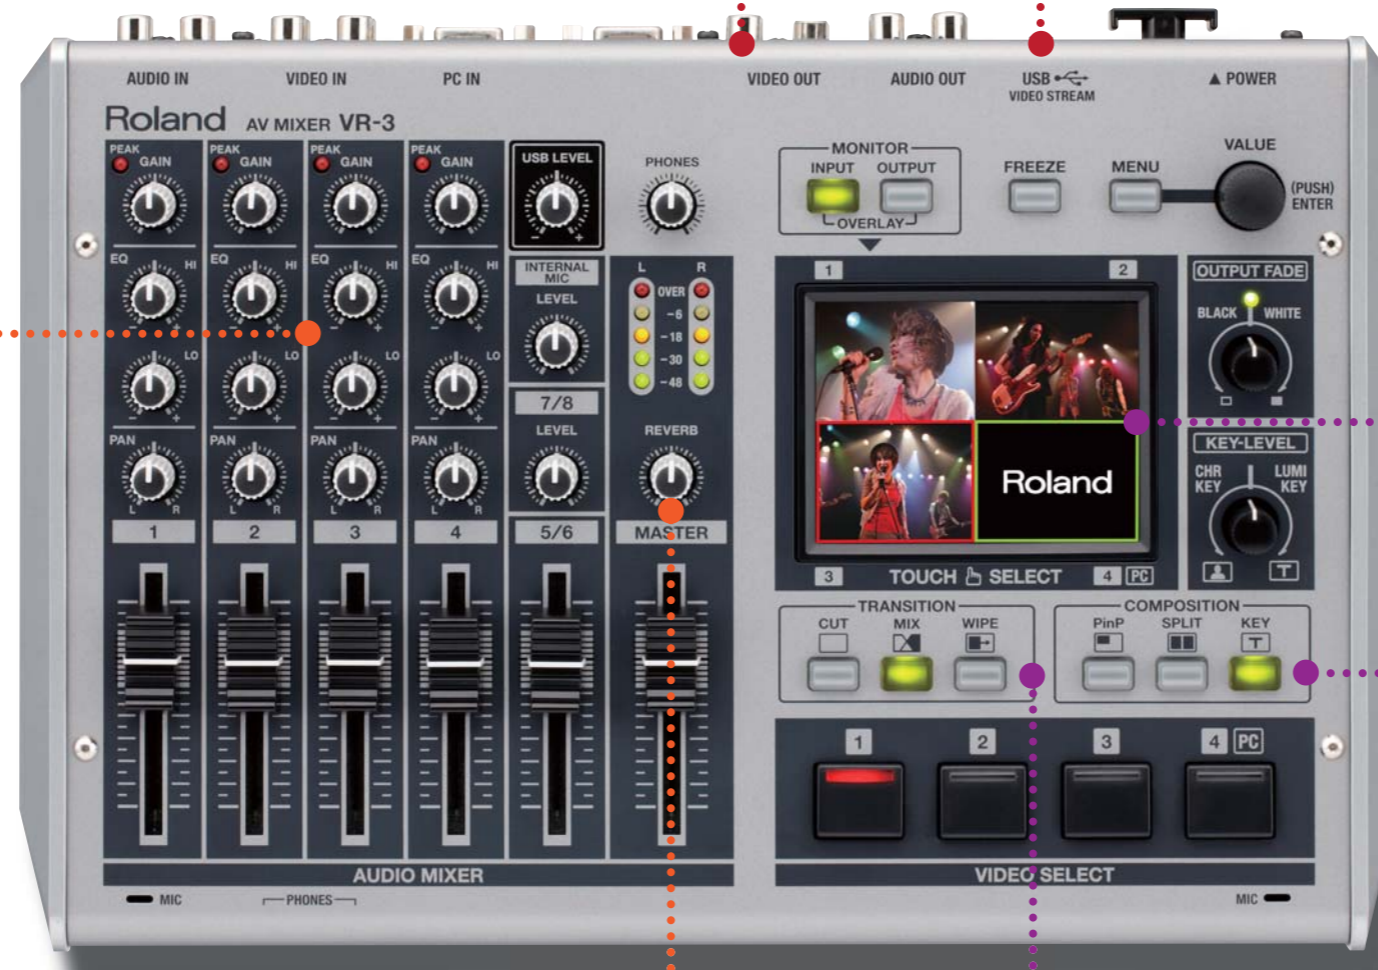 AUDIO IN VIDEO IN PC IN VIDEO OUT AUDIO OUT USB ▲ POWER
VIDEO STREAM
Roland AV MIXER VR-3
PEAK GAIN PEAK GAIN PEAK GAIN PEAK GAIN
USB LEVEL
- +
PHONES
MONITOR
INPUT OUTPUT
OVERLAY
FREEZE
MENU
VALUE
(PUSH)
ENTER
EQ HI EQ HI EQ HI EQ HI
- + - + - + - +
LO LO LO LO
- + - + - + - +
PAN PAN PAN PAN
L R L R L R L R
1 2 3 4
INTERNAL
MIC
LEVEL
7/8
LEVEL
5/6
L R
OVER
-6
-18
-30
-48
REVERB
MASTER
1 2
Roland
3 TOUCH SELECT 4 PC
OUTPUT FADE
BLACK WHITE
KEY-LEVEL
CHR
KEY
LUMI
KEY
T
TRANSITION
CUT MIX WIPE
COMPOSITION
PinP SPLIT KEY
T
1 2 3 4 PC
AUDIO MIXER
VIDEO SELECT
MIC PHONES MIC